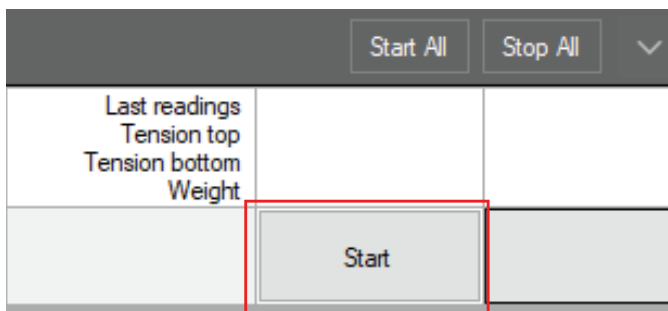 Start All Stop All
Last readings
Tension top
Tension bottom
Weight
Start